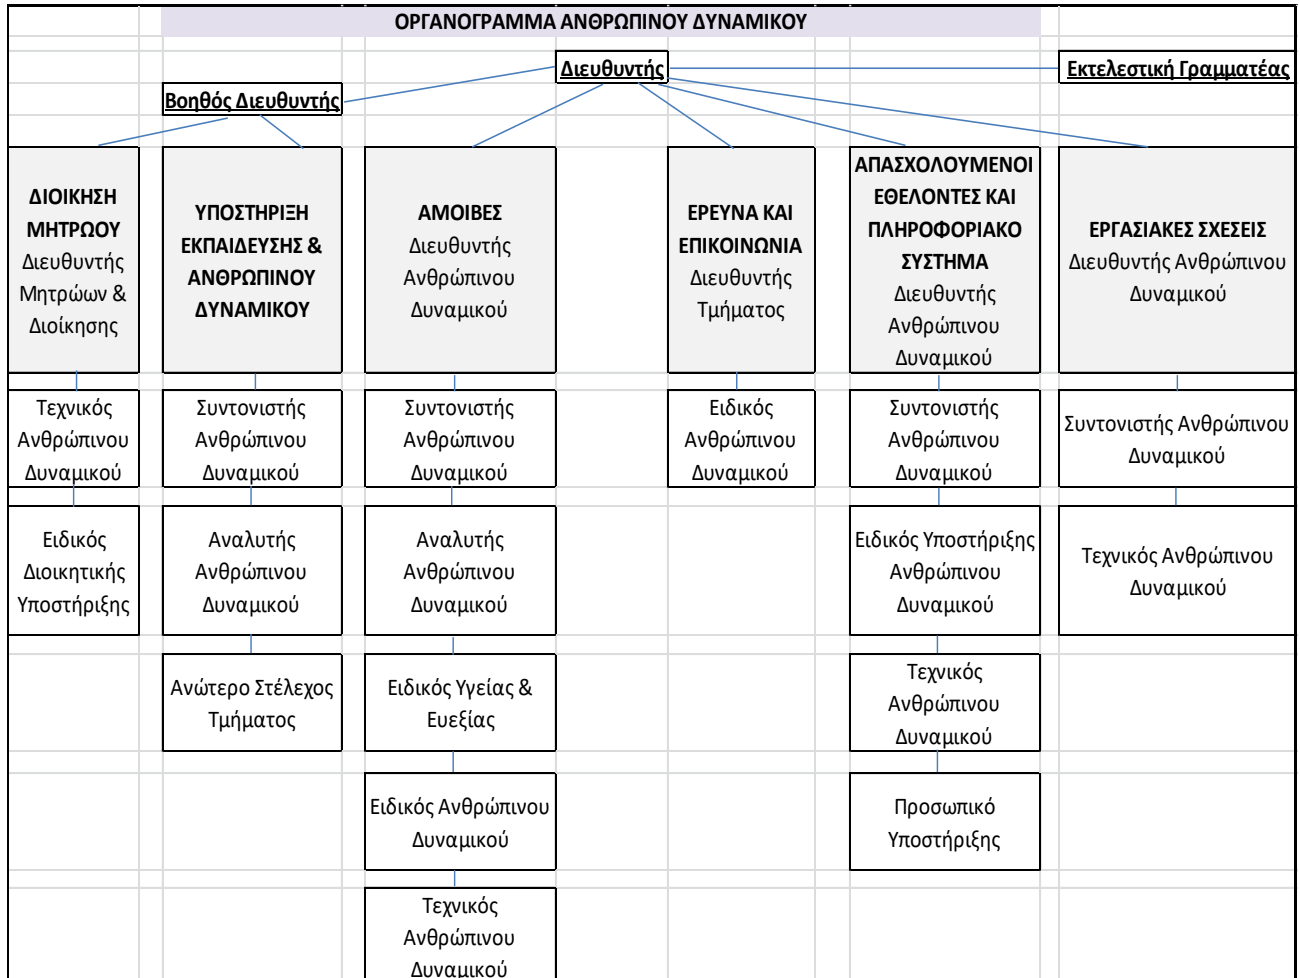 ΟΡΓΑΝΟΓΡΑΜΜΑ ΑΝΘΡΩΠΙΝΟΥ ΔΥΝΑΜΙΚΟΥ
Διευθυντής
Εκτελεστική Γραμματέας
Βοηθός Διευθυντής
ΔΙΟΙΚΗΣΗ
ΜΗΤΡΩΟΥ
Διευθυντής
Μητρώων &
Διοίκησης
ΥΠΟΣΤΗΡΙΞΗ
ΕΚΠΑΙΔΕΥΣΗΣ &
ΑΝΘΡΩΠΙΝΟΥ
ΔΥΝΑΜΙΚΟΥ
ΑΜΟΙΒΕΣ
Διευθυντής
Ανθρώπινου
Δυναμικού
ΕΡΕΥΝΑ ΚΑΙ
ΕΠΙΚΟΙΝΩΝΙΑ
Διευθυντής
Τμήματος
ΑΠΑΣΧΟΛΟΥΜΕΝΟΙ
ΕΘΕΛΟΝΤΕΣ ΚΑΙ
ΠΛΗΡΟΦΟΡΙΑΚΟ
ΣΥΣΤΗΜΑ
Διευθυντής
Ανθρώπινου
Δυναμικού
ΕΡΓΑΣΙΑΚΕΣ ΣΧΕΣΕΙΣ
Διευθυντής Ανθρώπινου
Δυναμικού
Τεχνικός
Ανθρώπινου
Δυναμικού
Συντονιστής
Ανθρώπινου
Δυναμικού
Συντονιστής
Ανθρώπινου
Δυναμικού
Ειδικός
Ανθρώπινου
Δυναμικού
Συντονιστής
Ανθρώπινου
Δυναμικού
Συντονιστής Ανθρώπινου
Δυναμικού
Ειδικός
Διοικητικής
Υποστήριξης
Αναλυτής
Ανθρώπινου
Δυναμικού
Αναλυτής
Ανθρώπινου
Δυναμικού
Ειδικός Υποστήριξης
Ανθρώπινου
Δυναμικού
Τεχνικός Ανθρώπινου
Δυναμικού
Ανώτερο Στέλεχος
Τμήματος
Ειδικός Υγείας &
Ευεξίας
Τεχνικός
Ανθρώπινου
Δυναμικού
Ειδικός Ανθρώπινου
Δυναμικού
Προσωπικό
Υποστήριξης
Τεχνικός
Ανθρώπινου
Δυναμικού